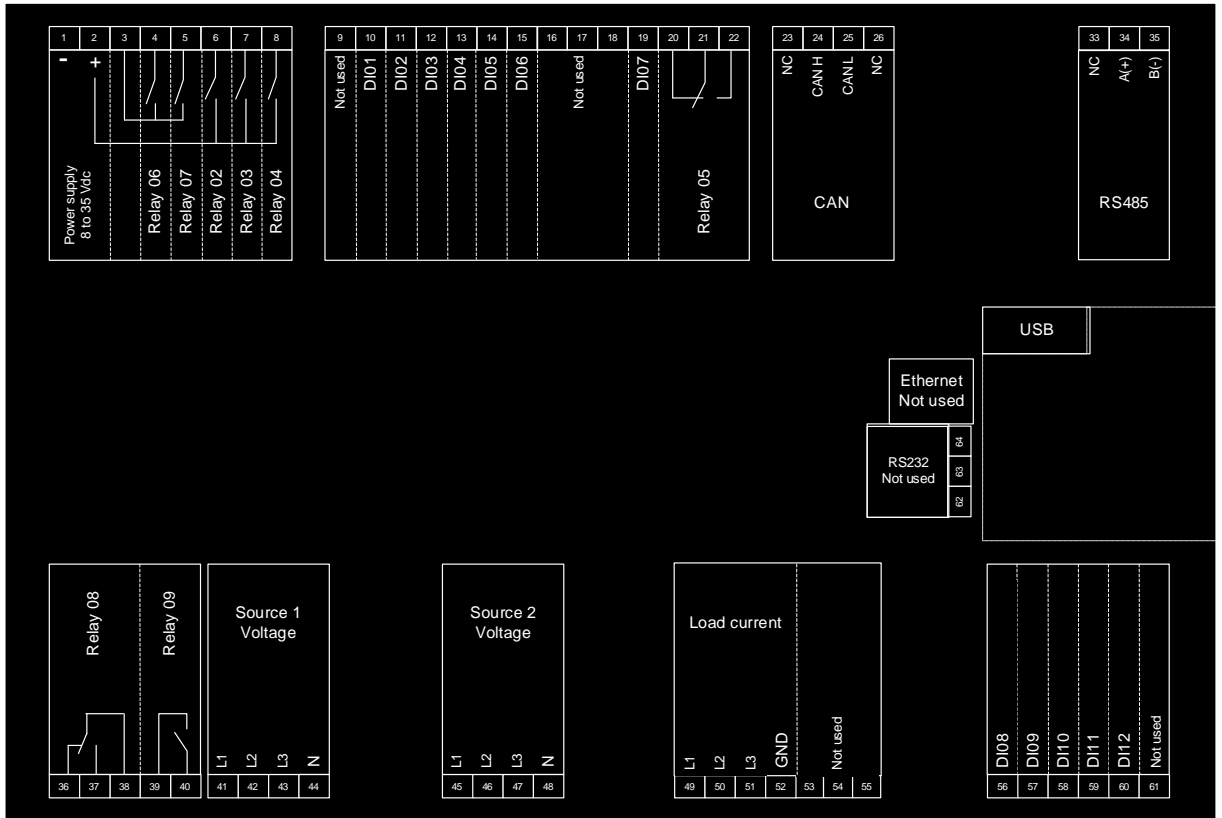 1 2 3 4 5 6 7 8
- +
Power supply
8 to 35 Vdc
Relay 06
Relay 07
Relay 02
Relay 03
Relay 04
9 10 11 12 13 14 15 16 17 18 19 20 21 22
Not used
DI01
DI02
DI03
DI04
DI05
DI06
Not used
DI07
Relay 05
23 24 25 26
NC
CAN H
CAN L
NC
CAN
33 34 35
NC
A(+)
B(-)
RS485
USB
Ethernet
Not used
RS232
Not used
64
63
62
Relay 08
Relay 09
36 37 38 39 40
Source 1
Voltage
L1 L2 L3 N
41 42 43 44
Source 2
Voltage
L1 L2 L3 N
45 46 47 48
Load current
L1 L2 L3 GND
Not used
49 50 51 52 53 54 55
DI08
DI09
DI10
DI11
DI12
Not used
56 57 58 59 60 61